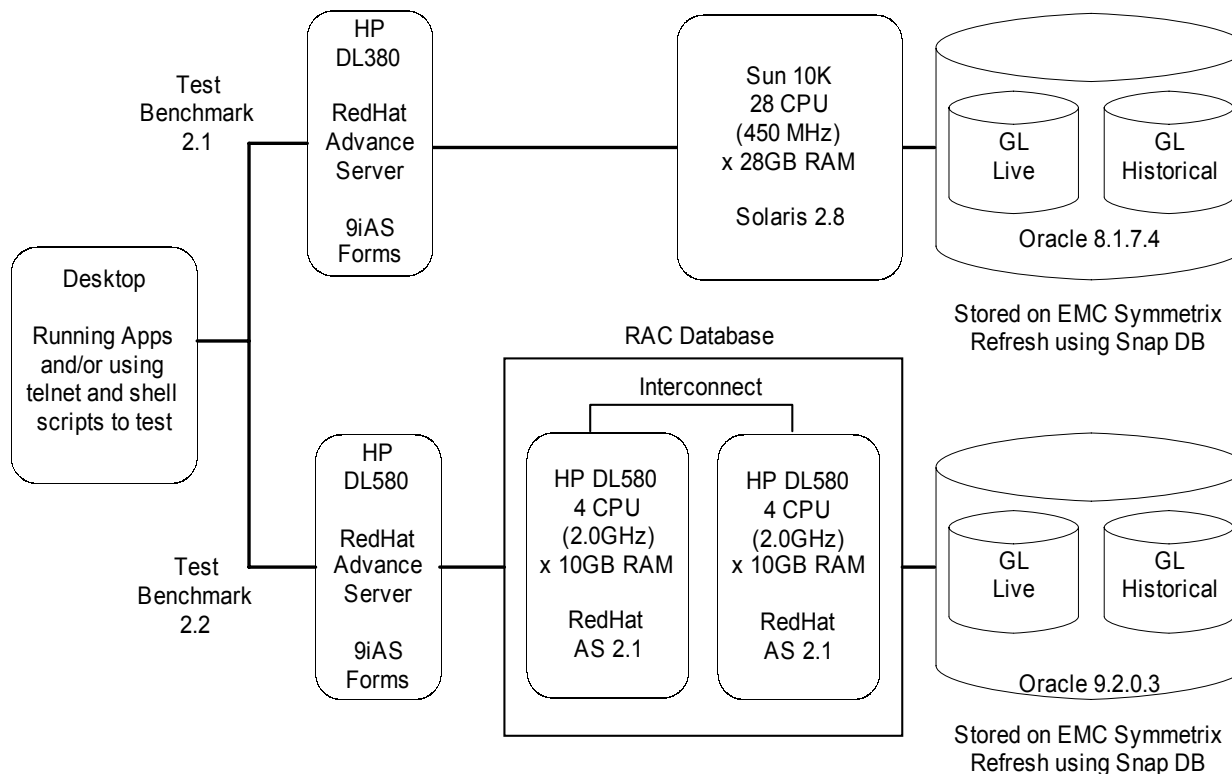 Desktop
Running Apps
and/or using
telnet and shell
scripts to test
Test
Benchmark
2.1
HP
DL380
RedHat
Advance
Server
9iAS
Forms
Sun 10K
28 CPU
(450 MHz)
x 28GB RAM
Solaris 2.8
GL
Live
GL
Historical
Oracle 8.1.7.4
Stored on EMC Symmetrix
Refresh using Snap DB
Test
Benchmark
2.2
HP
DL580
RedHat
Advance
Server
9iAS
Forms
RAC Database
Interconnect
HP DL580
4 CPU
(2.0GHz)
x 10GB RAM
RedHat
AS 2.1
HP DL580
4 CPU
(2.0GHz)
x 10GB RAM
RedHat
AS 2.1
GL
Live
GL
Historical
Oracle 9.2.0.3
Stored on EMC Symmetrix
Refresh using Snap DB